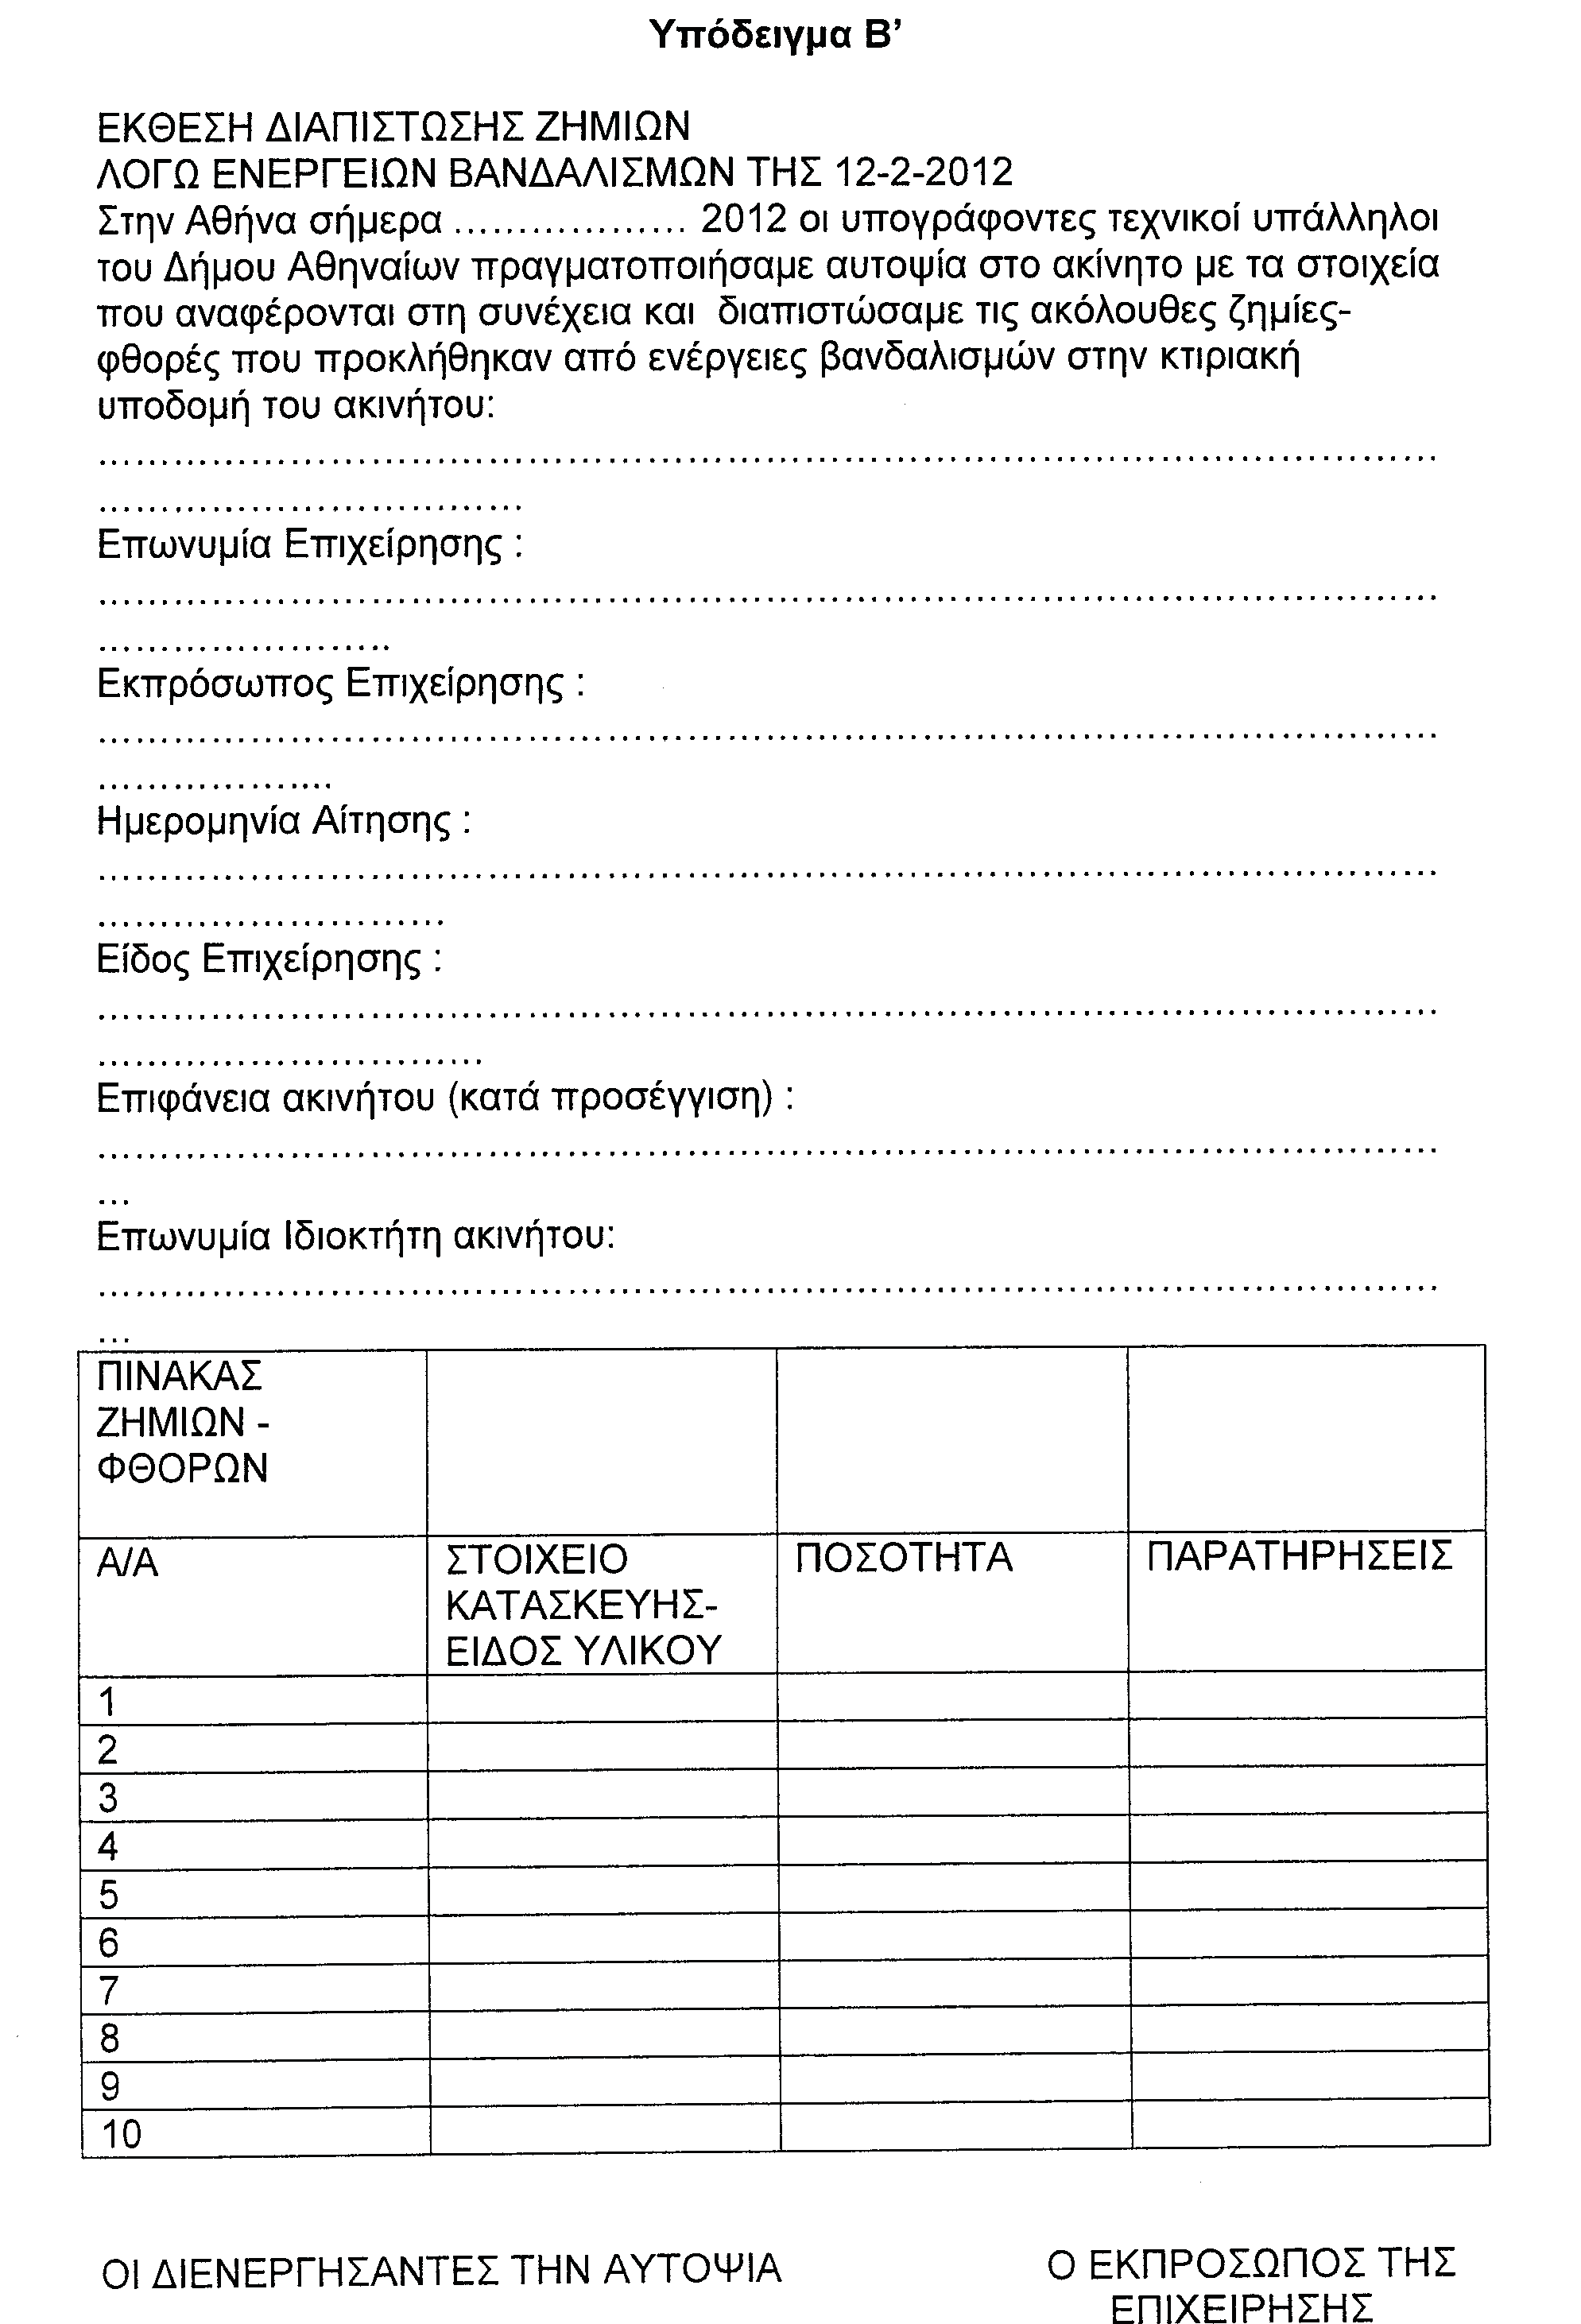 Υπόδειγμα Β’
ΕΚΘΕΣΗ ΔΙΑΠΙΣΤΩΣΗΣ ΖΗΜΙΩΝ
ΛΟΓΩ ΕΝΕΡΓΕΙΩΝ ΒΑΝΔΑΛΙΣΜΩΝ ΤΗΣ 12-2-2012
Στην Αθήνα σήμερα .................. 2012 οι υπογράφοντες τεχνικοί υπάλληλοι
του Δήμου Αθηναίων πραγματοποιήσαμε αυτοψία στο ακίνητο με τα στοιχεία
που αναφέρονται στη συνέχεια και διαπιστώσαμε τις ακόλουθες ζημίες-
φθορές που προκλήθηκαν από ενέργειες βανδαλισμών στην κτιριακή
υποδομή του ακινήτου:
........................................................................................................
.................................
Επωνυμία Επιχείρησης :
........................................................................................................
.......................
Εκπρόσωπος Επιχείρησης :
........................................................................................................
..................
Ημερομηνία Αίτησης :
........................................................................................................
...........................
Είδος Επιχείρησης :
........................................................................................................
..............................
Επιφάνεια ακινήτου (κατά προσέγγιση) :
........................................................................................................
...
Επωνυμία Ιδιοκτήτη ακινήτου:
........................................................................................................
...
ΠΙΝΑΚΑΣ
ΖΗΜΙΩΝ -
ΦΘΟΡΩΝ
Α/Α ΣΤΟΙΧΕΙΟ ΠΟΣΟΤΗΤΑ ΠΑΡΑΤΗΡΗΣΕΙΣ
ΚΑΤΑΣΚΕΥΗΣ-
ΕΙΔΟΣ ΥΛΙΚΟΥ
1
2
3
4
5
6
7
8
9
10
ΟΙ ΔΙΕΝΕΡΓΗΣΑΝΤΕΣ ΤΗΝ ΑΥΤΟΨΙΑ Ο ΕΚΠΡΟΣΩΠΟΣ ΤΗΣ
ΕΠΙΧΕΙΡΗΣΗΣ